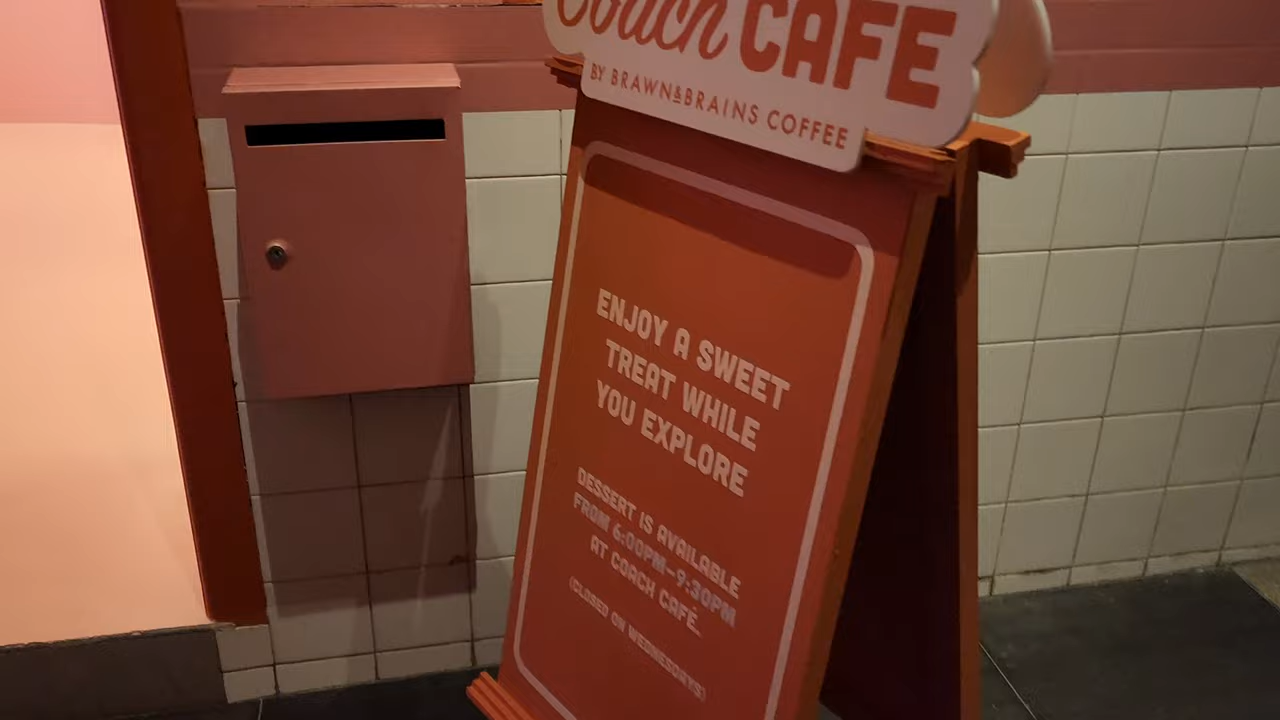 Coach CAFE
BY BRAWN&BRAINS COFFEE
ENJOY A SWEET
TREAT WHILE
YOU EXPLORE
DESSERT IS AVAILABLE
FROM 6:00PM-9:30PM
AT COACH CAFÉ.
(CLOSED ON WEDNESDAYS)